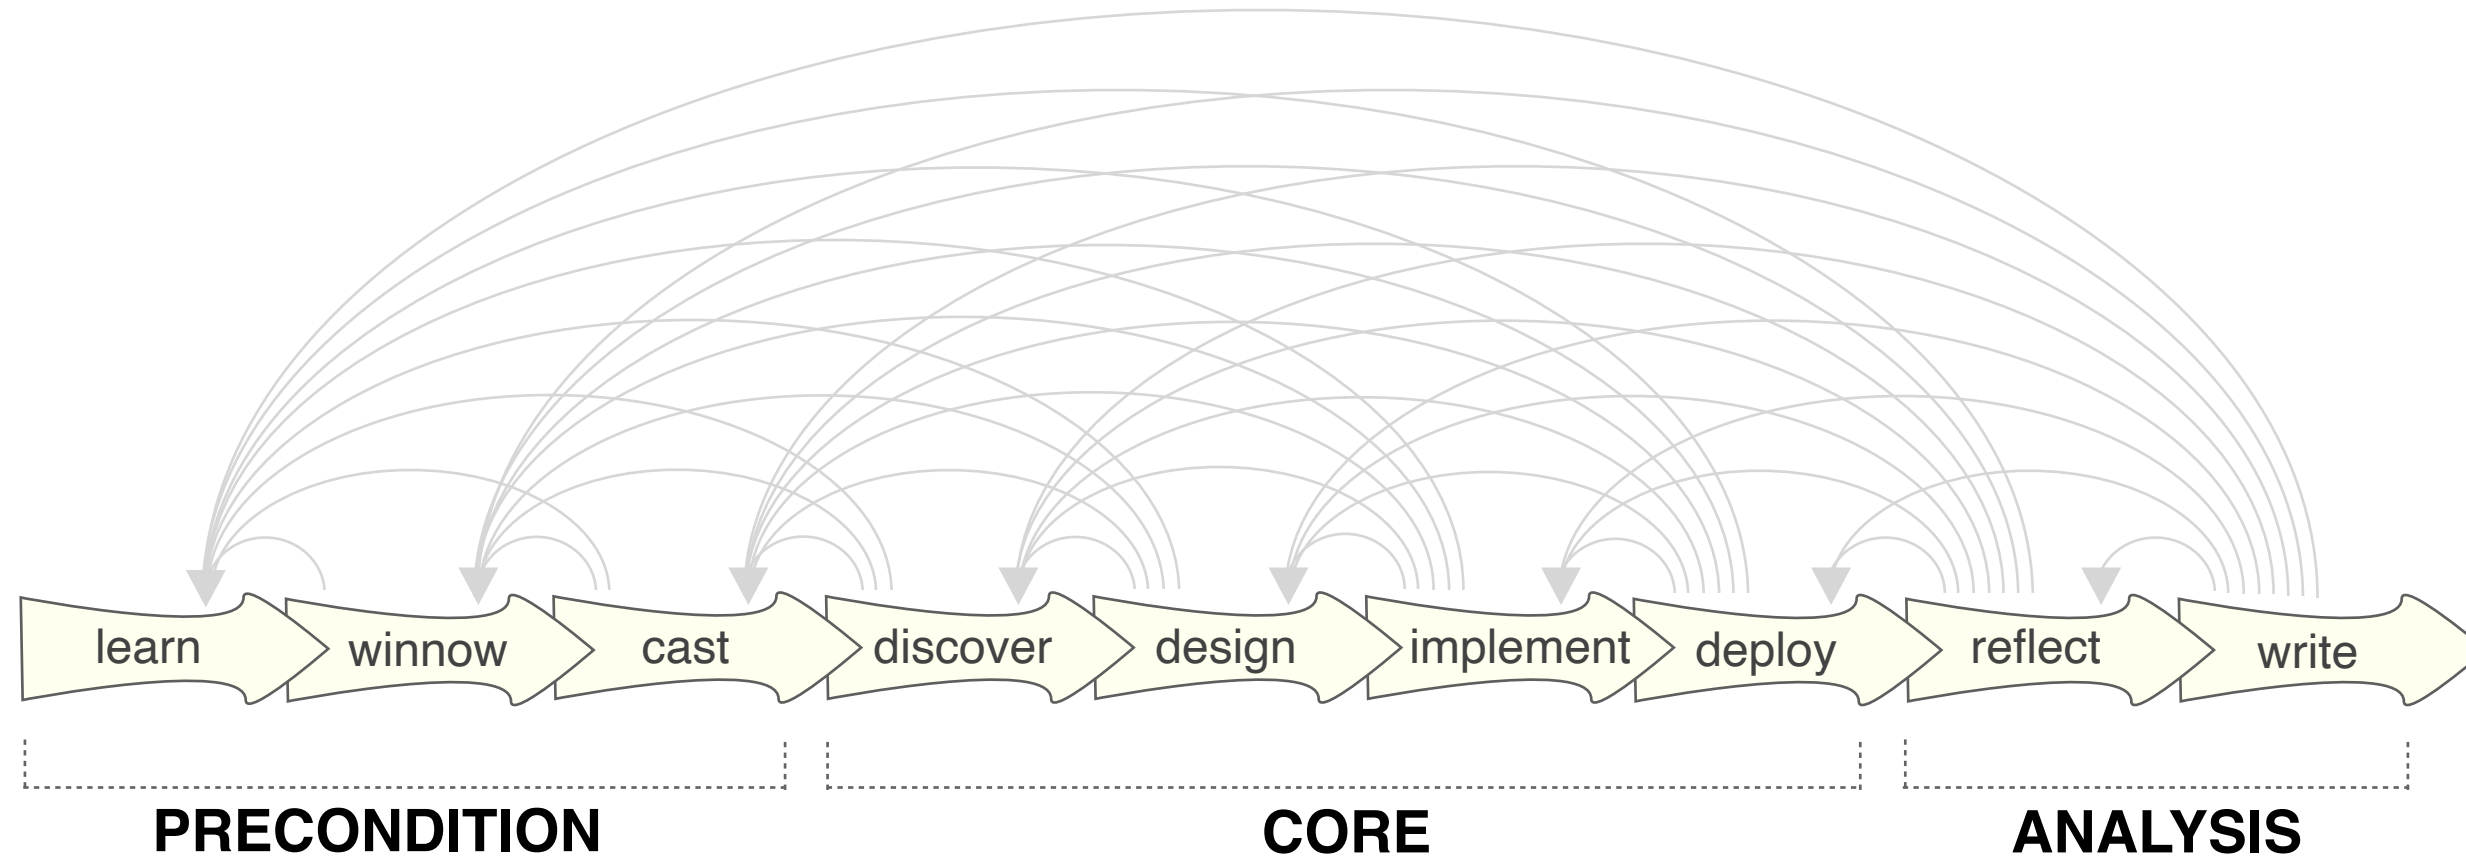 learn
winnow
cast
discover
design
implement
deploy
reflect
write
PRECONDITION
CORE
ANALYSIS